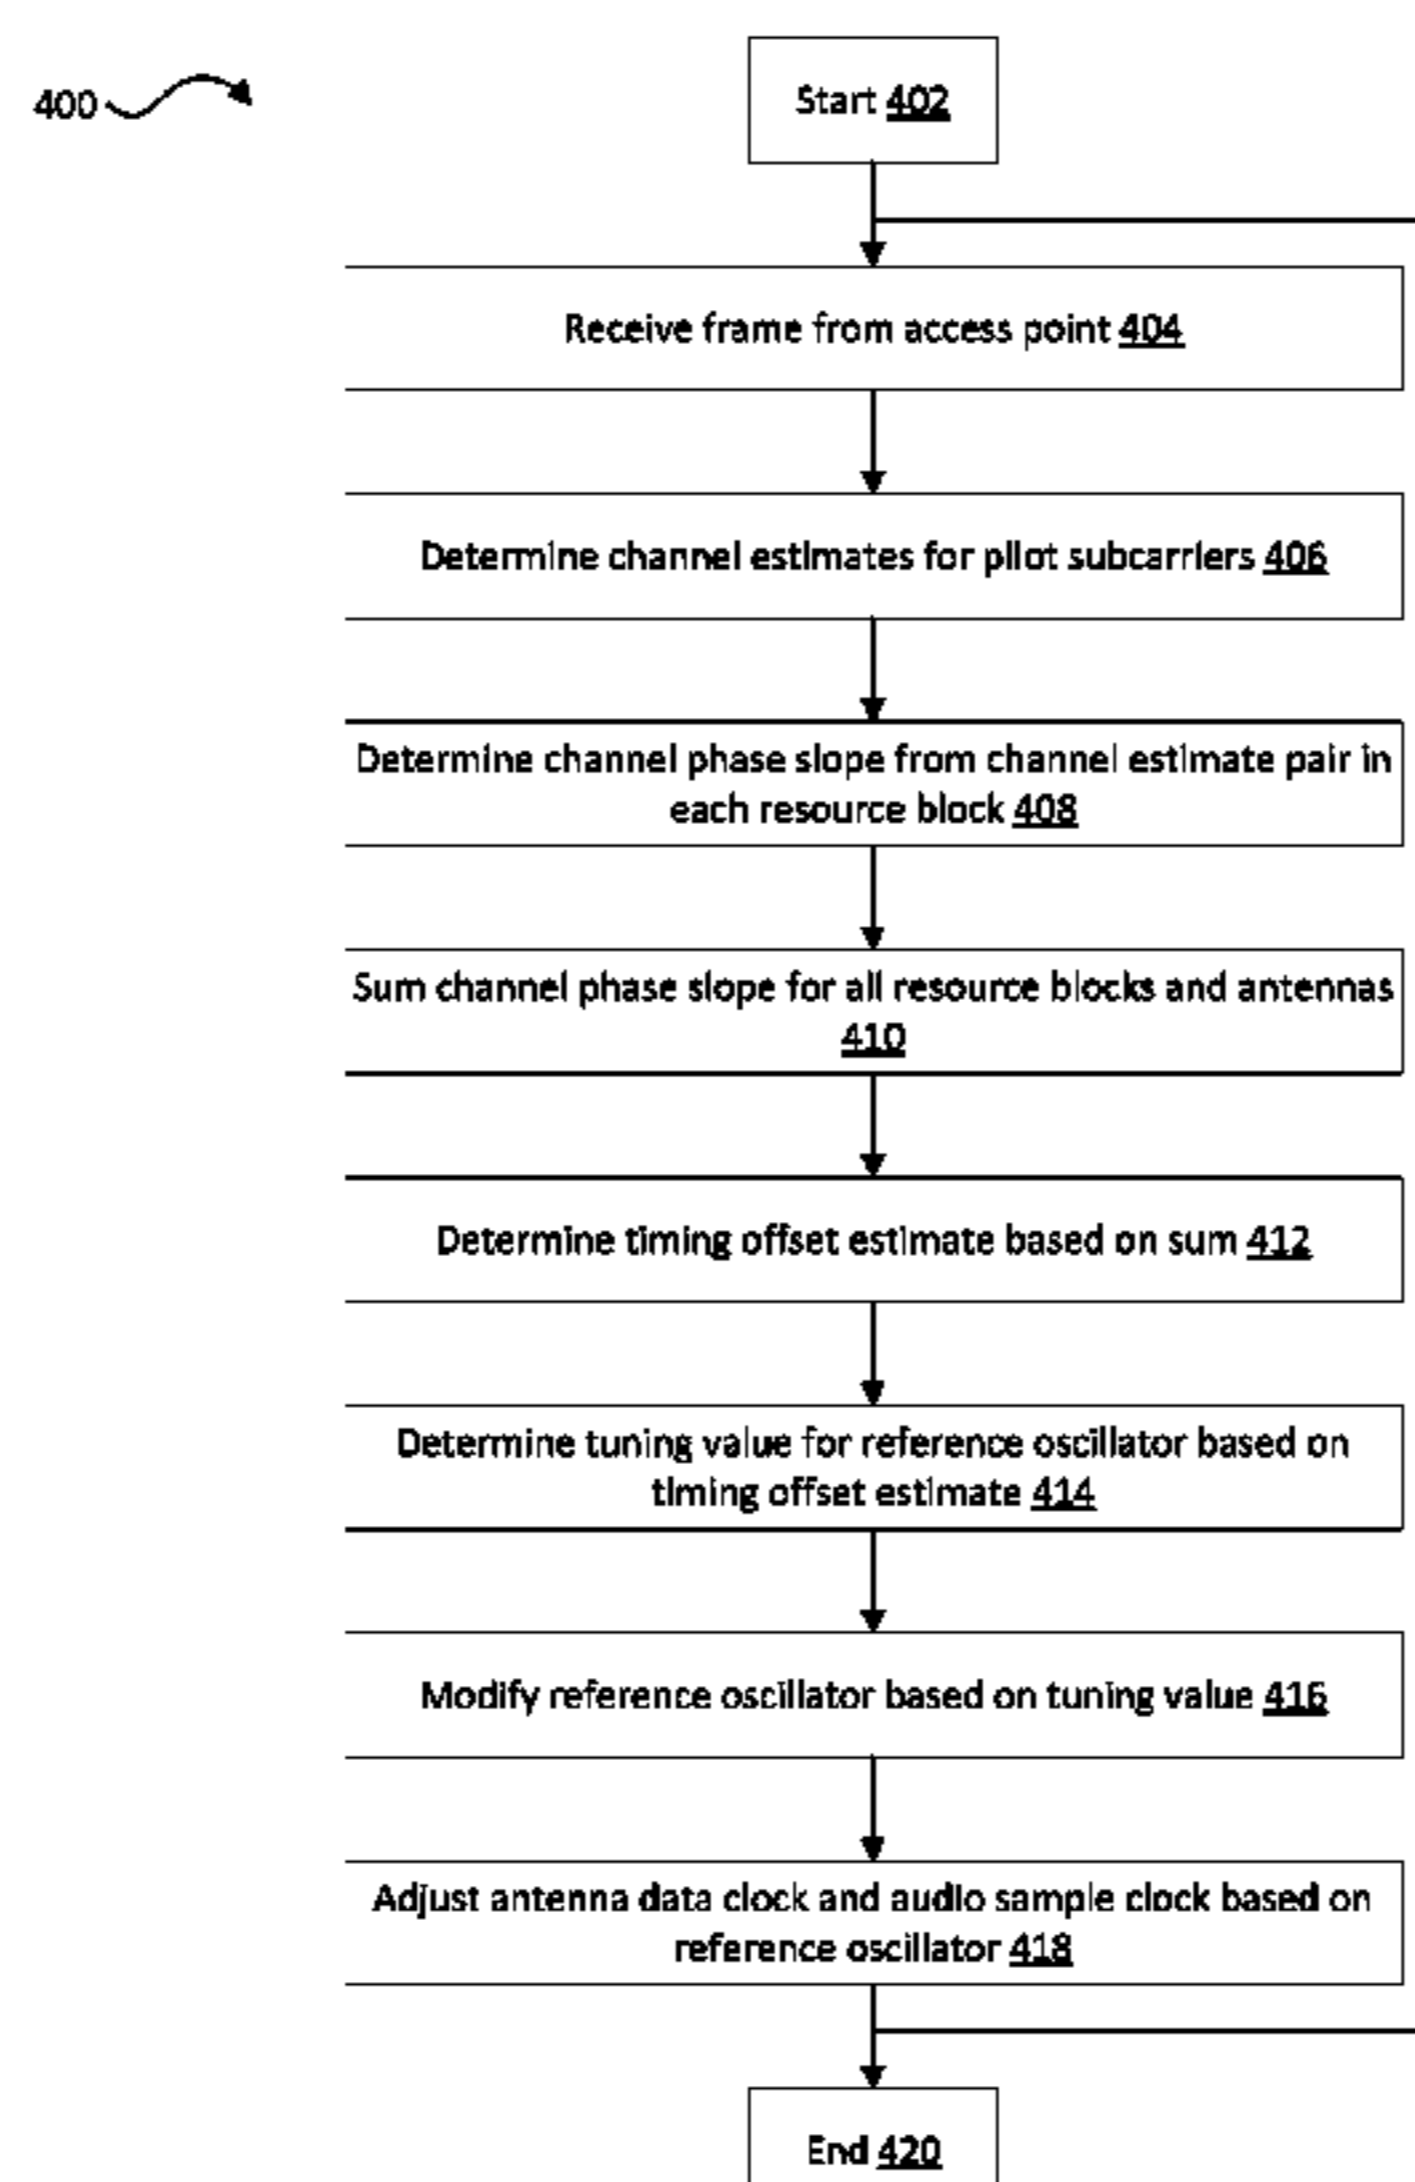 400
Start 402
Receive frame from access point 404
Determine channel estimates for pilot subcarriers 406
Determine channel phase slope from channel estimate pair in
each resource block 408
Sum channel phase slope for all resource blocks and antennas
410
Determine timing offset estimate based on sum 412
Determine tuning value for reference oscillator based on
timing offset estimate 414
Modify reference oscillator based on tuning value 416
Adjust antenna data clock and audio sample clock based on
reference oscillator 418
End 420